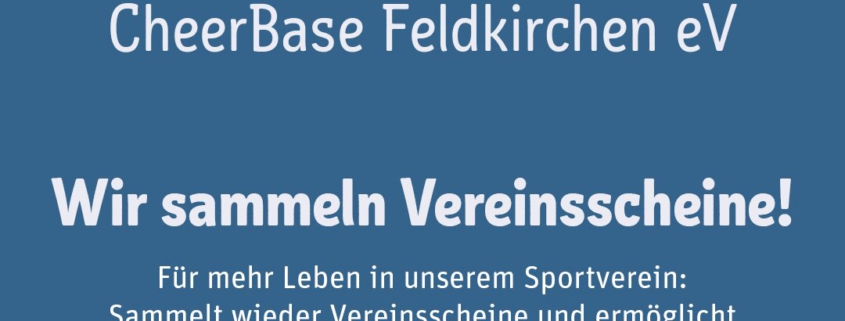 CheerBase Feldkirchen eV
Wir sammeln Vereinsscheine!
Für mehr Leben in unserem Sportverein:
Sammelt wieder Vereinsscheine und ermöglicht